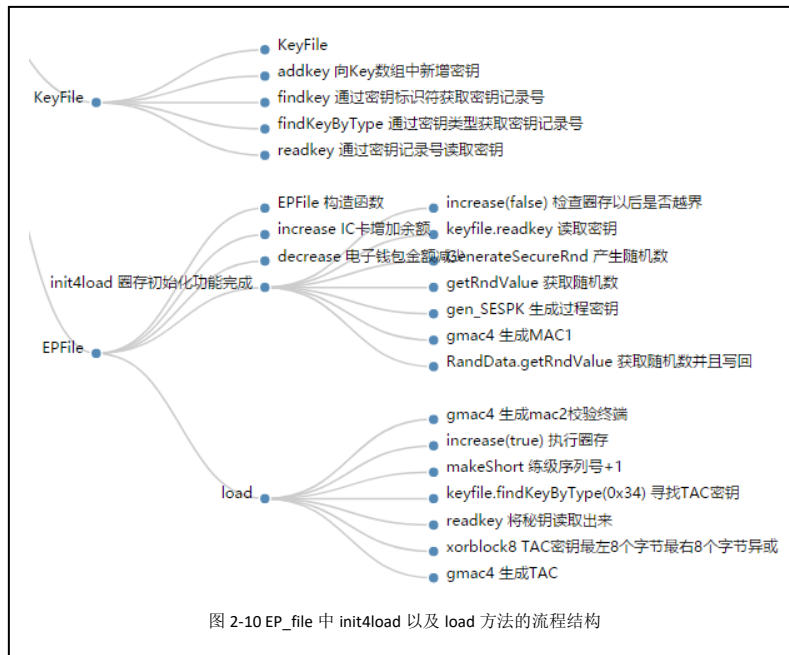 KeyFile
KeyFile
addkey 向Key数组中新增密钥
findkey 通过密钥标识符获取密钥记录号
findKeyByType 通过密钥类型获取密钥记录号
readkey 通过密钥记录号读取密钥
EPFile
EPFile 构造函数
increase IC卡增加余额
decrease 电子钱包金额减少
init4load 圈存初始化功能完成
increase(false) 检查圈存以后是否越界
keyfile.readkey 读取密钥
GenerateSecureRnd 产生随机数
getRndValue 获取随机数
gen_SESPK 生成过程密钥
gmac4 生成MAC1
RandData.getRndValue 获取随机数并且写回
load
gmac4 生成mac2校验终端
increase(true) 执行圈存
makeShort 练级序列号+1
keyfile.findKeyByType(0x34) 寻找TAC密钥
readkey 将秘钥读取出来
xorblock8 TAC密钥最左8个字节最右8个字节异或
gmac4 生成TAC
图 2-10 EP_file 中 init4load 以及 load 方法的流程结构